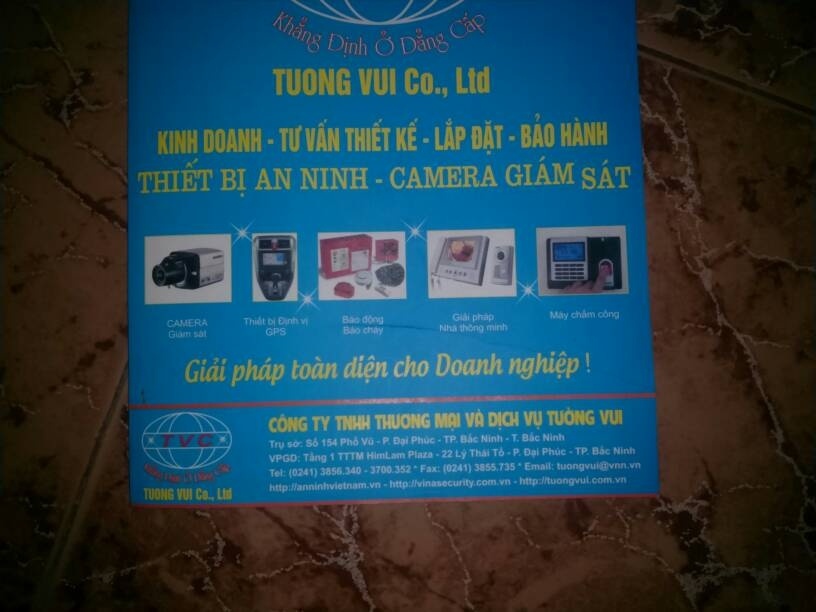 Khẳng Định Ở Đẳng Cấp
TUONG VUI Co., Ltd
KINH DOANH - TƯ VẤN THIẾT KẾ - LẮP ĐẶT - BẢO HÀNH
THIẾT BỊ AN NINH - CAMERA GIÁM SÁT
CAMERA
Giám sát
Thiết bị Định vị
GPS
Báo động
Báo cháy
Giải pháp
Nhà thông minh
Máy chấm công
Giải pháp toàn diện cho Doanh nghiệp !
TVC
Khẳng Định Ở Đẳng Cấp
TUONG VUI Co., Ltd
CÔNG TY TNHH THƯƠNG MẠI VÀ DỊCH VỤ TƯỜNG VUI
Trụ sở: Số 154 Phố Vũ - P. Đại Phúc - TP. Bắc Ninh - T. Bắc Ninh
VPGD: Tầng 1 TTTM HimLam Plaza - 22 Lý Thái Tổ - P. Đại Phúc - TP. Bắc Ninh
Tel: (0241) 3856.340 - 3700.352 * Fax: (0241) 3855.735 * Email: tuongvui@vnn.vn
http://anninhvietnam.vn - http://vinasecurity.com.vn - http://tuongvui.com.vn